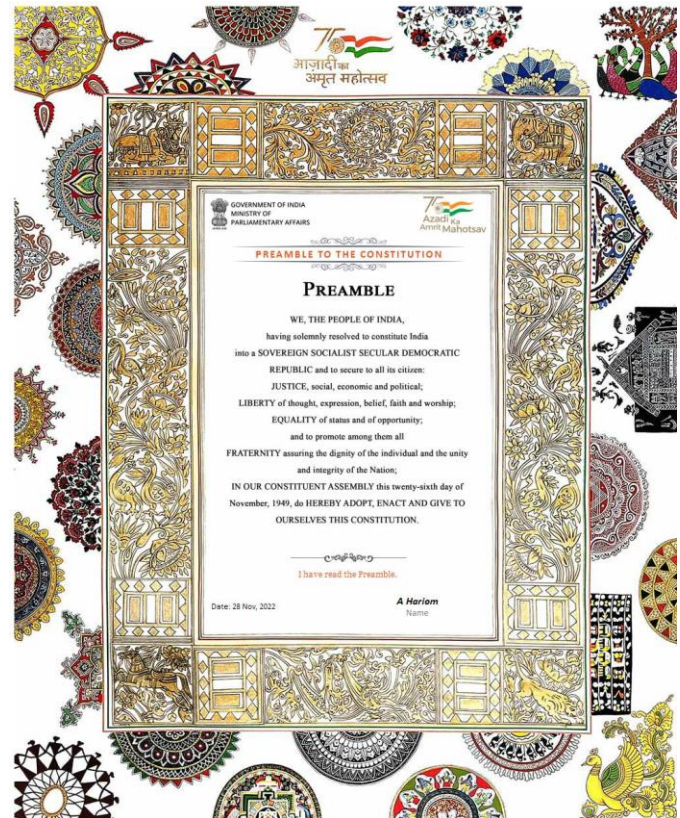 75
आज़ादी का
अमृत महोत्सव
GOVERNMENT OF INDIA
MINISTRY OF
PARLIAMENTARY AFFAIRS
75
Azadi Ka
Amrit Mahotsav
PREAMBLE TO THE CONSTITUTION
PREAMBLE
WE, THE PEOPLE OF INDIA,
having solemnly resolved to constitute India
into a SOVEREIGN SOCIALIST SECULAR DEMOCRATIC
REPUBLIC and to secure to all its citizen:
JUSTICE, social, economic and political;
LIBERTY of thought, expression, belief, faith and worship;
EQUALITY of status and of opportunity;
and to promote among them all
FRATERNITY assuring the dignity of the individual and the unity
and integrity of the Nation;
IN OUR CONSTITUENT ASSEMBLY this twenty-sixth day of
November, 1949, do HEREBY ADOPT, ENACT AND GIVE TO
OURSELVES THIS CONSTITUTION.
I have read the Preamble.
Date: 28 Nov, 2022
A Hariom
Name